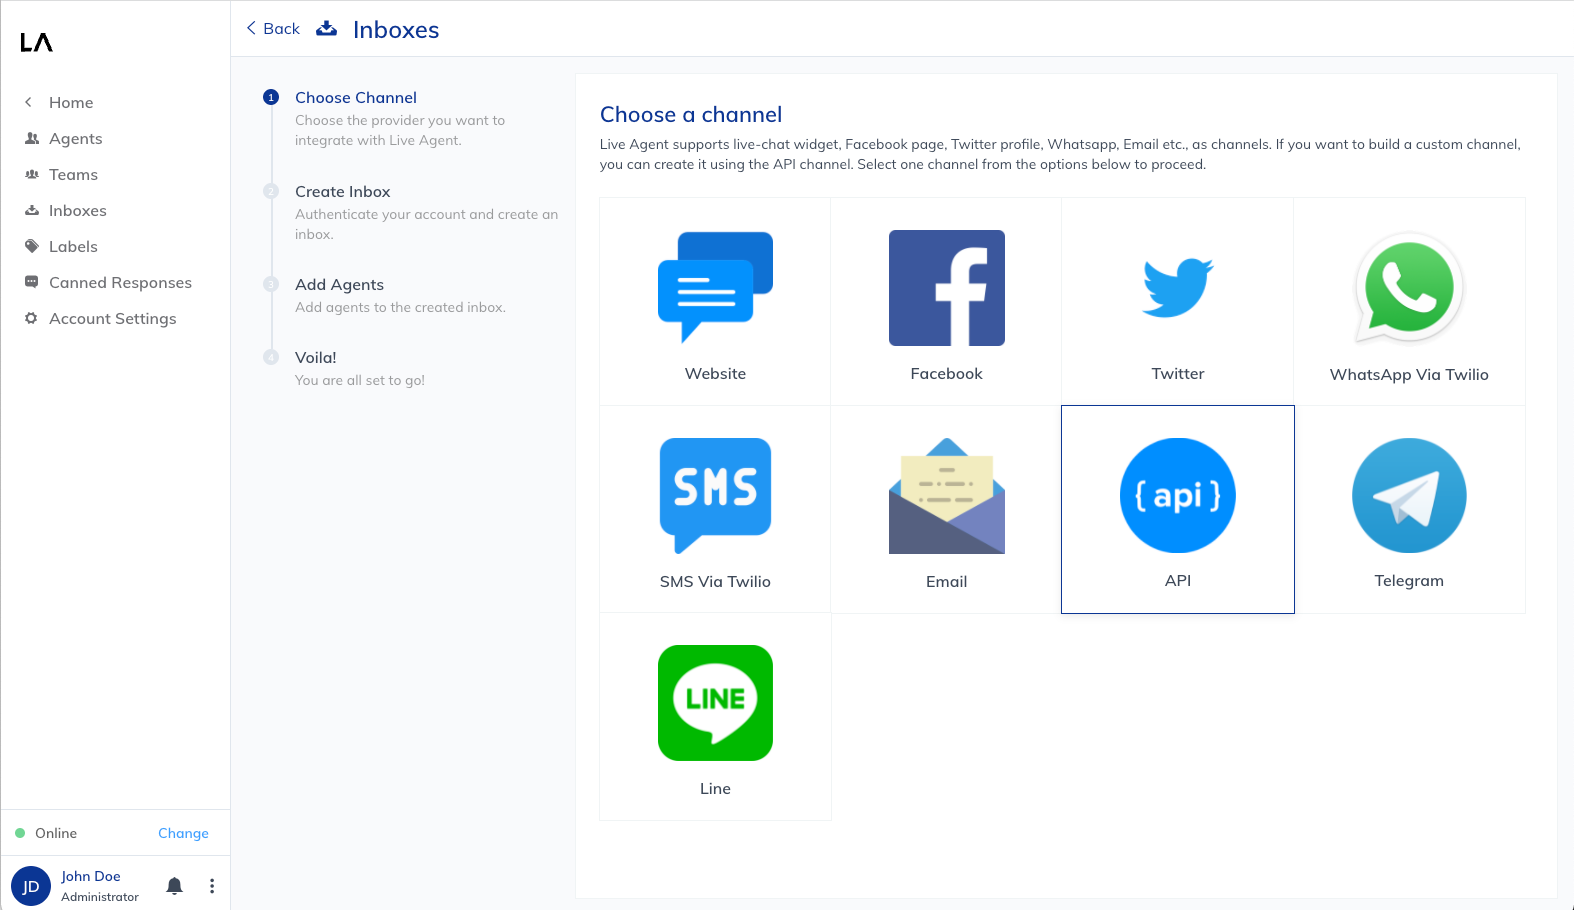 LA
Back
Inboxes
Home
Agents
Teams
Inboxes
Labels
Canned Responses
Account Settings
1
Choose Channel
Choose the provider you want to
integrate with Live Agent.
2
Create Inbox
Authenticate your account and create an
inbox.
3
Add Agents
Add agents to the created inbox.
4
Voila!
You are all set to go!
Choose a channel
Live Agent supports live-chat widget, Facebook page, Twitter profile, Whatsapp, Email etc., as channels. If you want to build a custom channel,
you can create it using the API channel. Select one channel from the options below to proceed.
Website
Facebook
Twitter
WhatsApp Via Twilio
SMS
{ api }
SMS Via Twilio
Email
API
Telegram
LINE
Line
Online
Change
JD
John Doe
Administrator